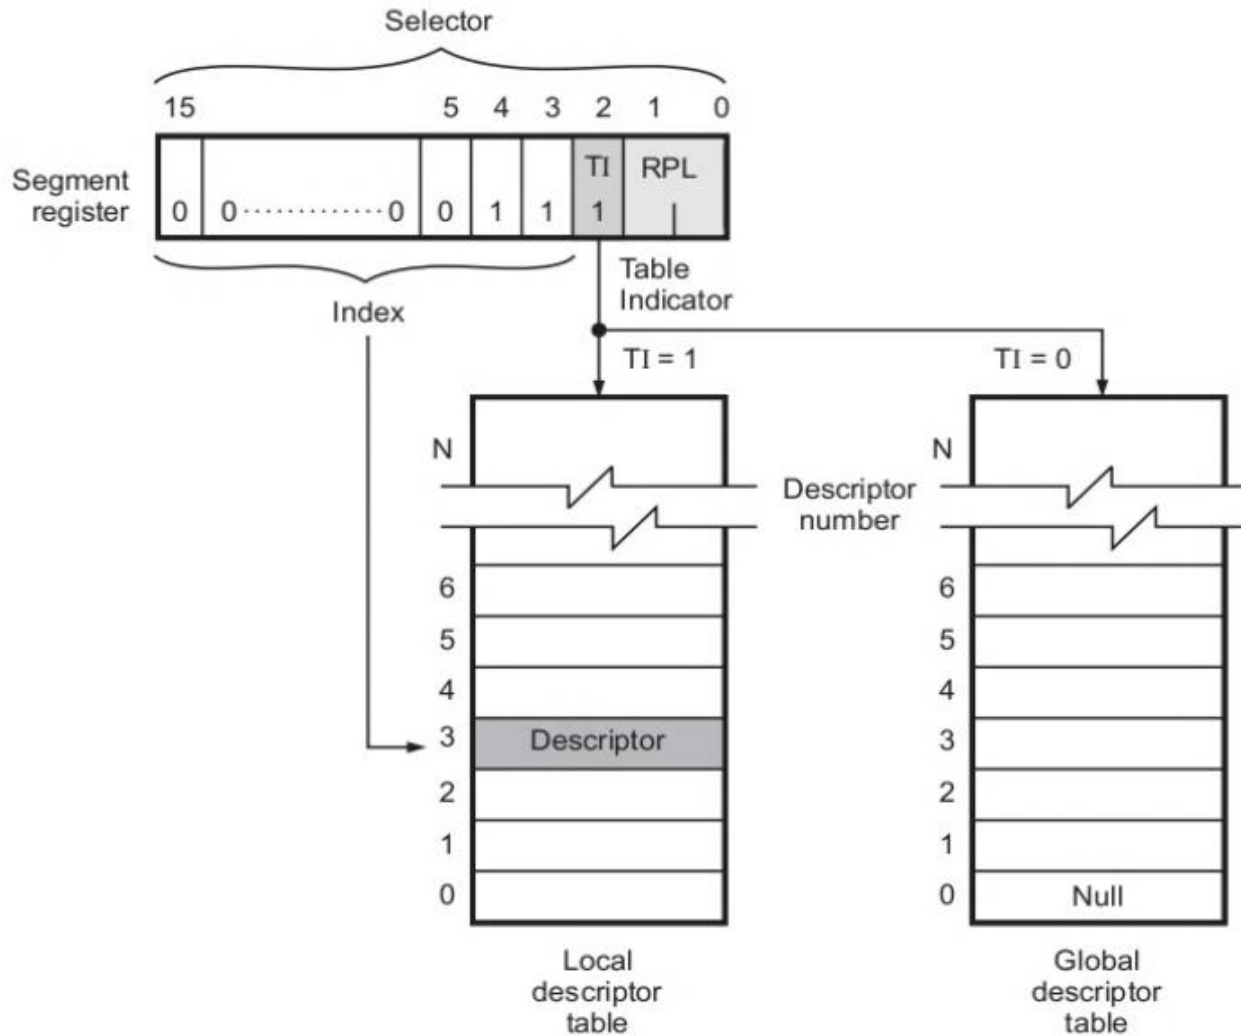 Selector
15 5 4 3 2 1 0
Segment
register
TI RPL
0 0 ............. 0 0 1 1 1
Index
Table
Indicator
TI = 1
TI = 0
N
N
Descriptor
number
6
5
4
3 Descriptor
2
1
0
6
5
4
3
2
1
0 Null
Local
descriptor
table
Global
descriptor
table